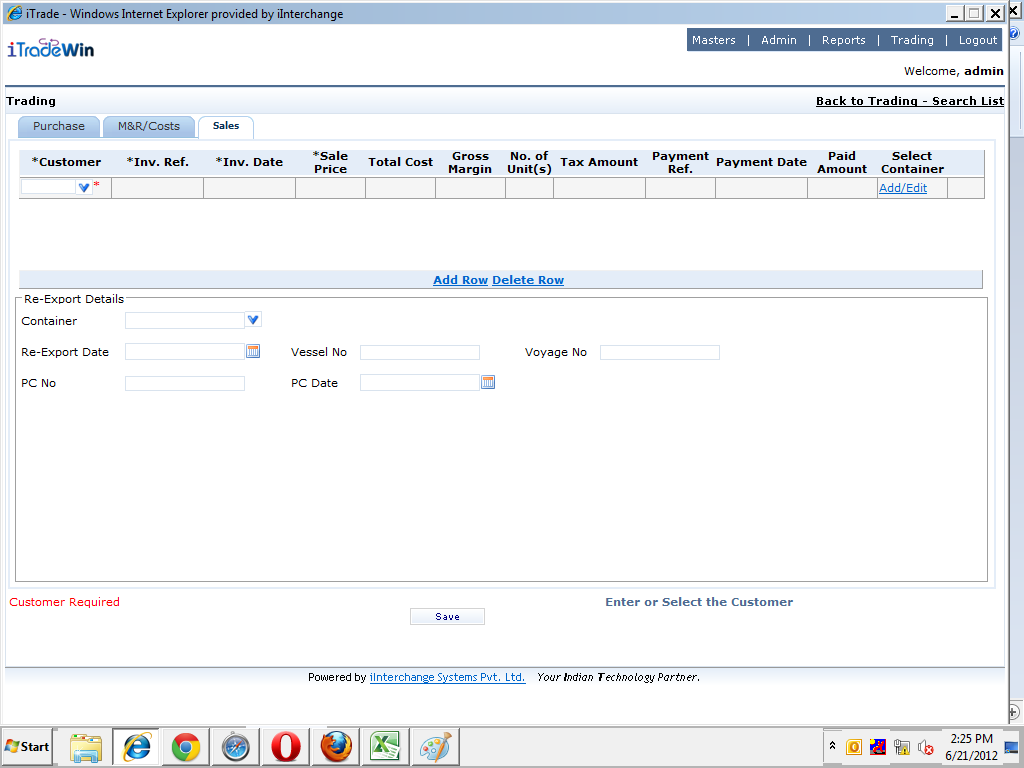 iTrade - Windows Internet Explorer provided by iInterchange
iTradeWin
Masters | Admin | Reports | Trading | Logout
Welcome, admin
Trading
Back to Trading - Search List
Purchase M&R/Costs Sales
*Customer *Inv. Ref. *Inv. Date *Sale Price Total Cost Gross Margin No. of Unit(s) Tax Amount Payment Ref. Payment Date Paid Amount Select Container
* Add/Edit
Add Row Delete Row
Re-Export Details
Container
Re-Export Date Vessel No Voyage No
PC No PC Date
Customer Required
Enter or Select the Customer
Save
Powered by iInterchange Systems Pvt. Ltd. Your Indian Technology Partner.
Start
2:25 PM
6/21/2012